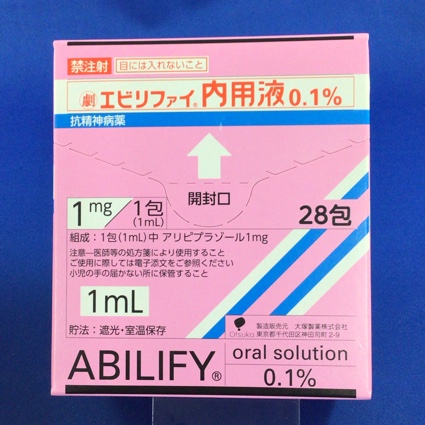 禁注射 目には入れないこと
劇 エビリファイ® 内用液0.1%
抗精神病薬
開封口
1mg/1包(1mL)
28包
組成:1包(1mL)中 アリピプラゾール1mg
注意―医師等の処方箋により使用すること
ご使用に際しては電子添文をご参照ください
小児の手の届かない所に保管すること
1mL
貯法:遮光・室温保存
Otsuka
製造販売元 大塚製薬株式会社
東京都千代田区神田司町2-9
ABILIFY®
oral solution
0.1%